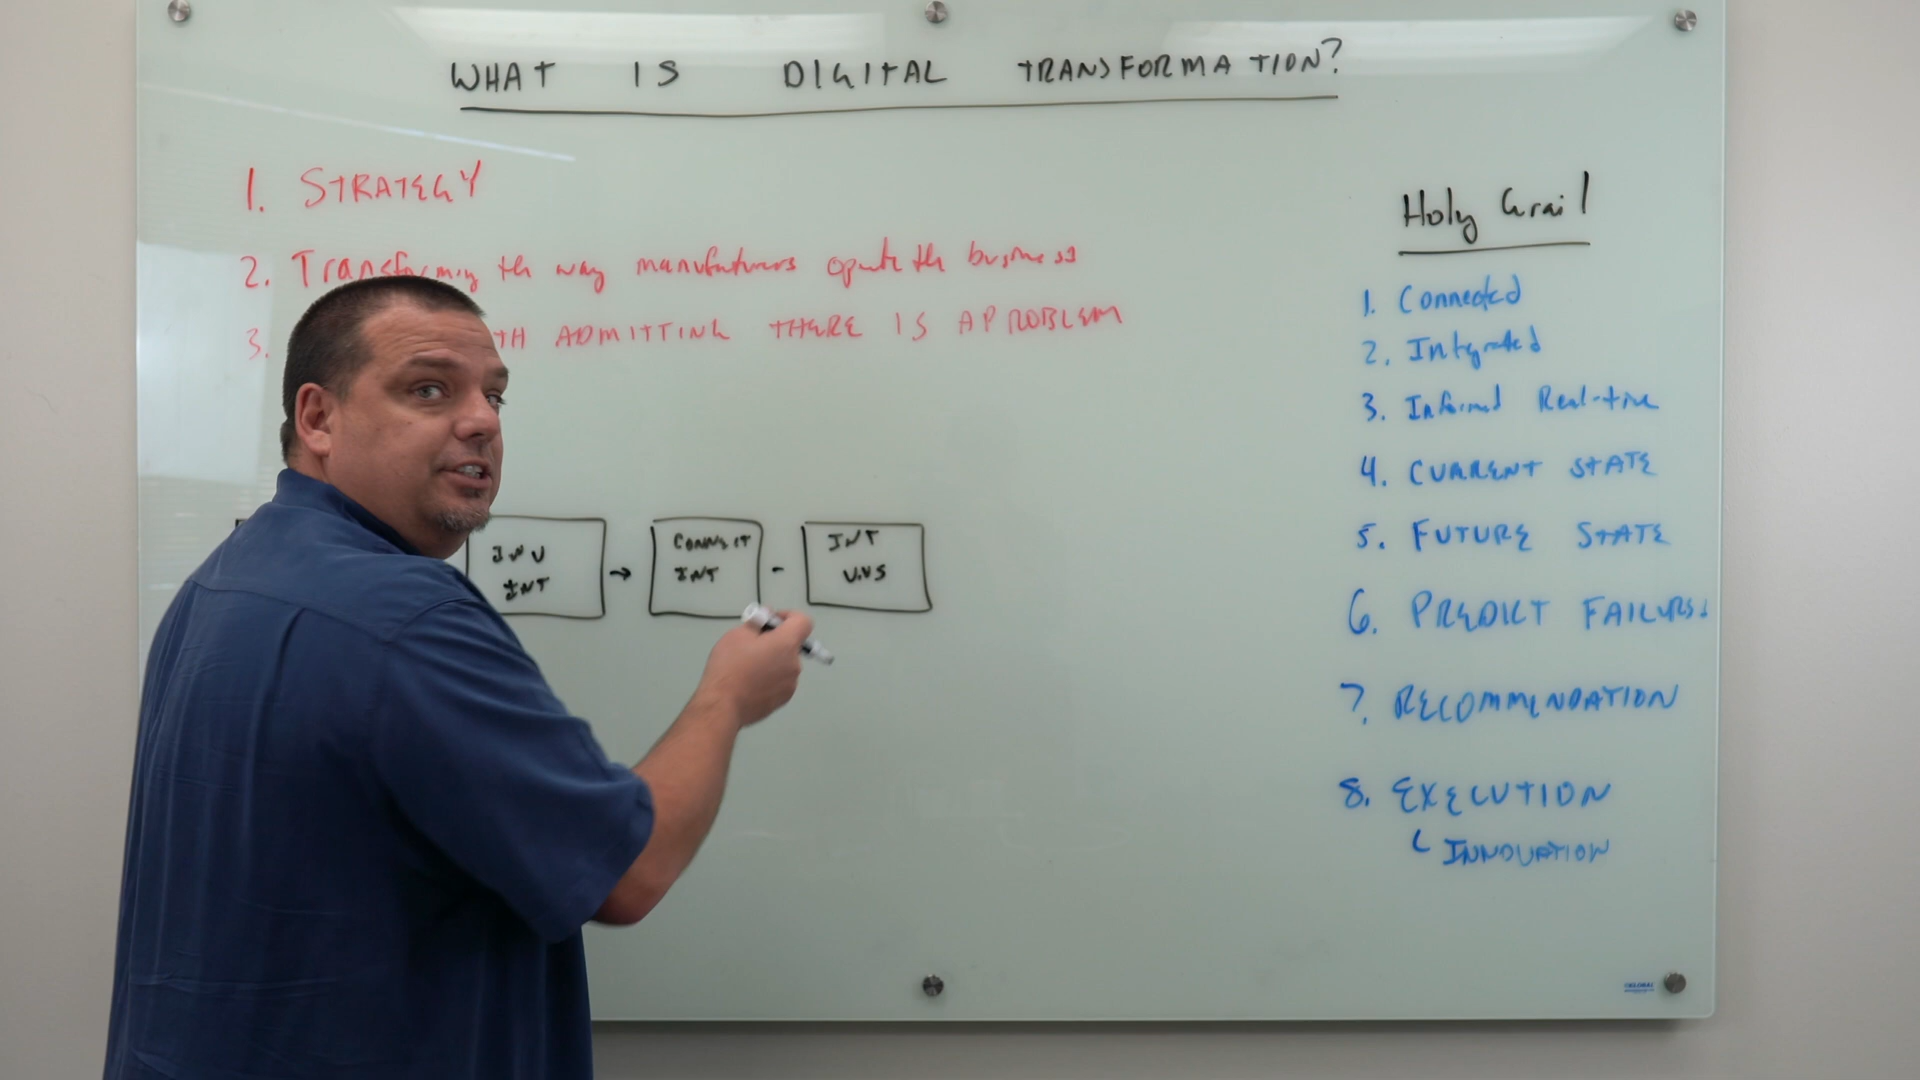 WHAT IS DIGITAL TRANSFORMATION?
1. STRATEGY
2. Transforming the way manufacturers operate the business
3. TH ADMITTING THERE IS A PROBLEM
INT
CONNECT
INT
INT
Holy Grail
1. Connected
2. Integrated
3. Informed Real-time
4. CURRENT STATE
5. FUTURE STATE
6. PREDICT FAILURES
7. RECOMMENDATION
8. EXECUTION
INNOVATION